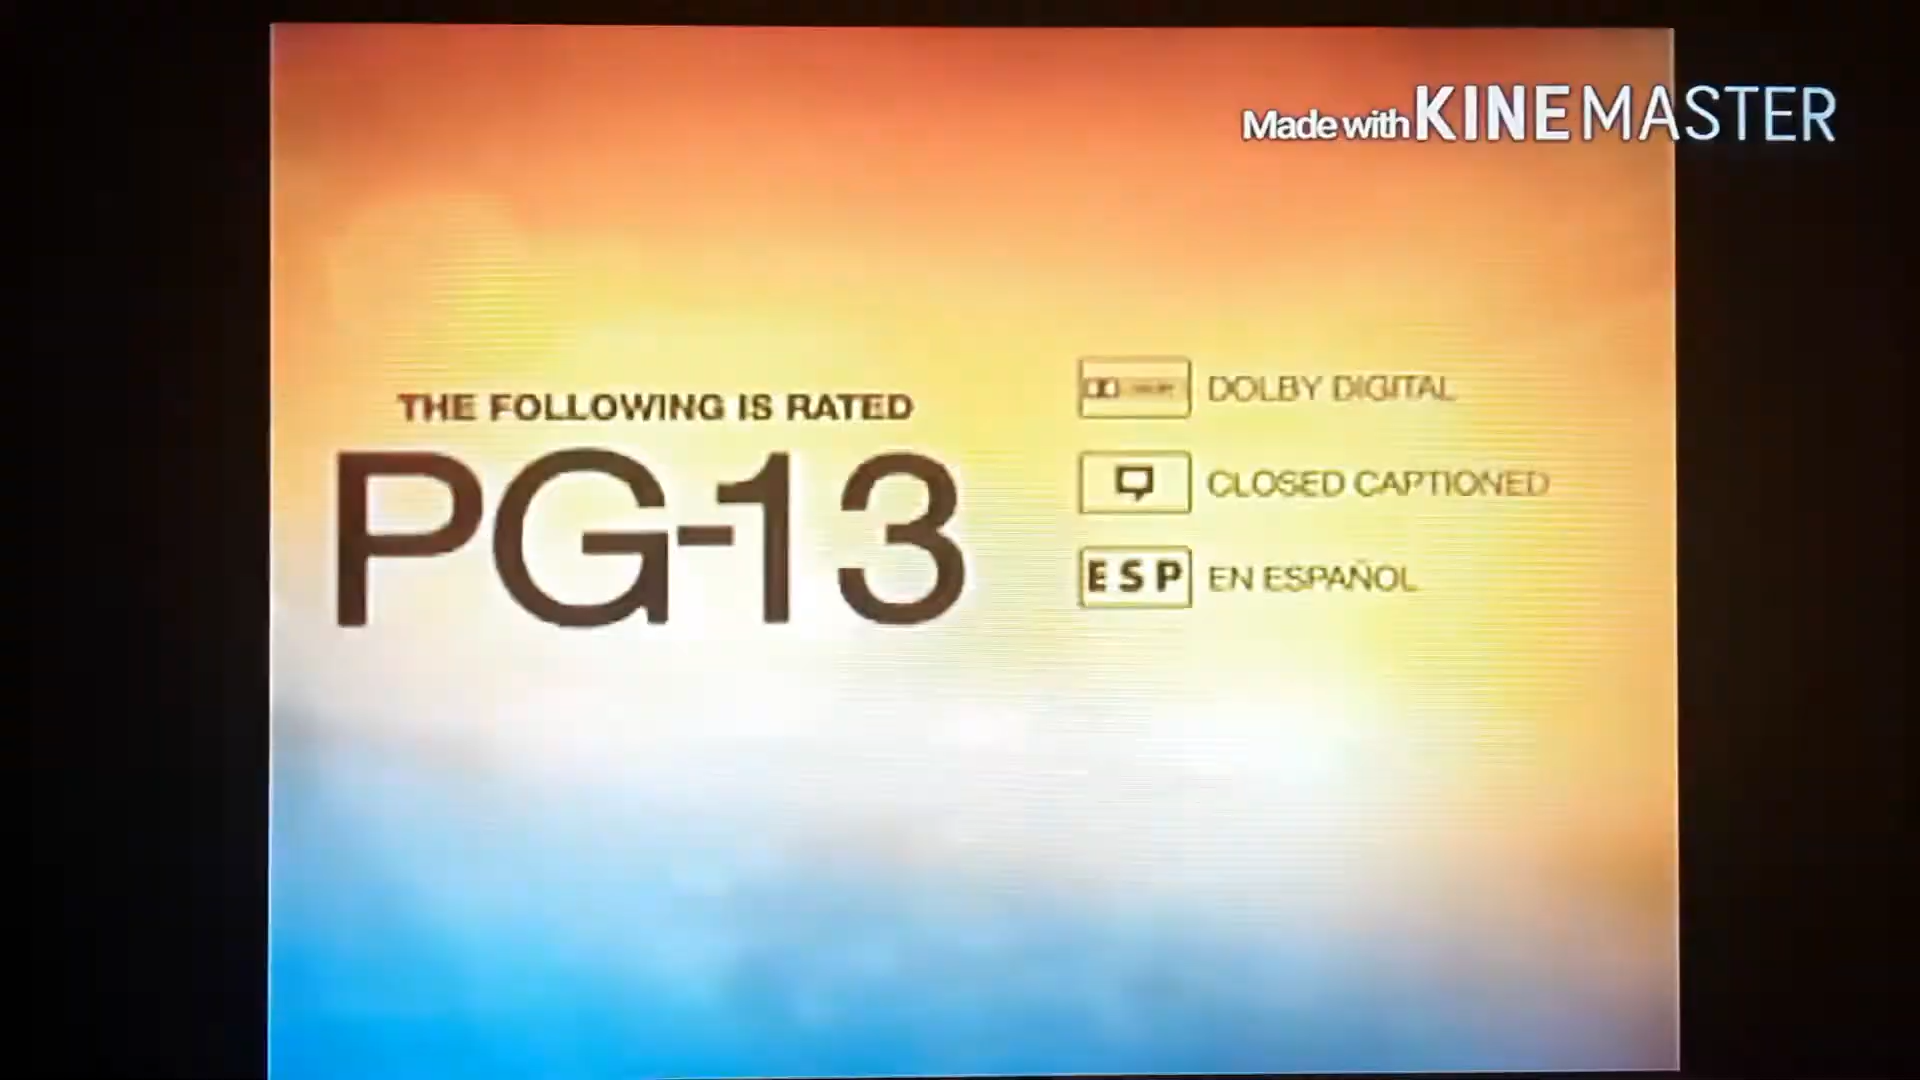 Made with KINEMASTER
THE FOLLOWING IS RATED
PG-13
DOLBY DIGITAL
CLOSED CAPTIONED
ESP EN ESPAÑOL